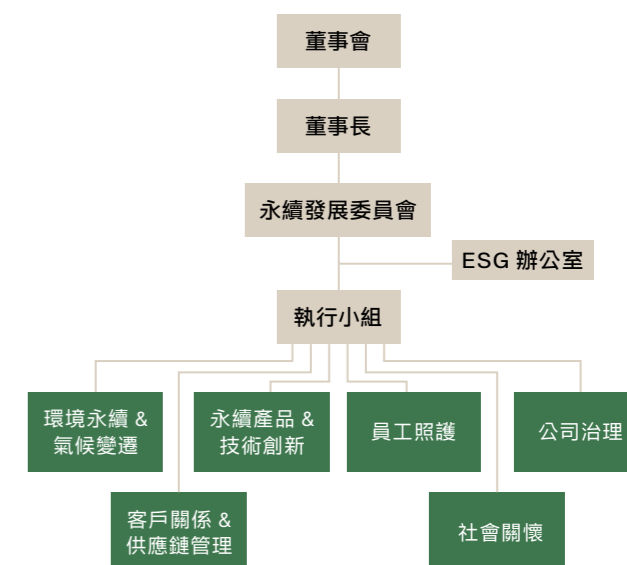 董事會
董事長
永續發展委員會
ESG 辦公室
執行小組
環境永續 &
氣候變遷
永續產品 &
技術創新
員工照護
公司治理
客戶關係 &
供應鏈管理
社會關懷